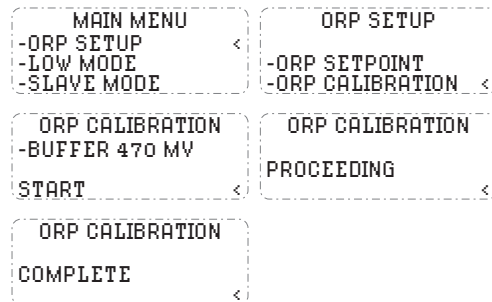 MAIN MENU
-ORP SETUP <
-LOW MODE
-SLAVE MODE
ORP SETUP
-ORP SETPOINT
-ORP CALIBRATION <
ORP CALIBRATION
-BUFFER 470 MV
START <
ORP CALIBRATION
PROCEEDING
<
ORP CALIBRATION
COMPLETE
<